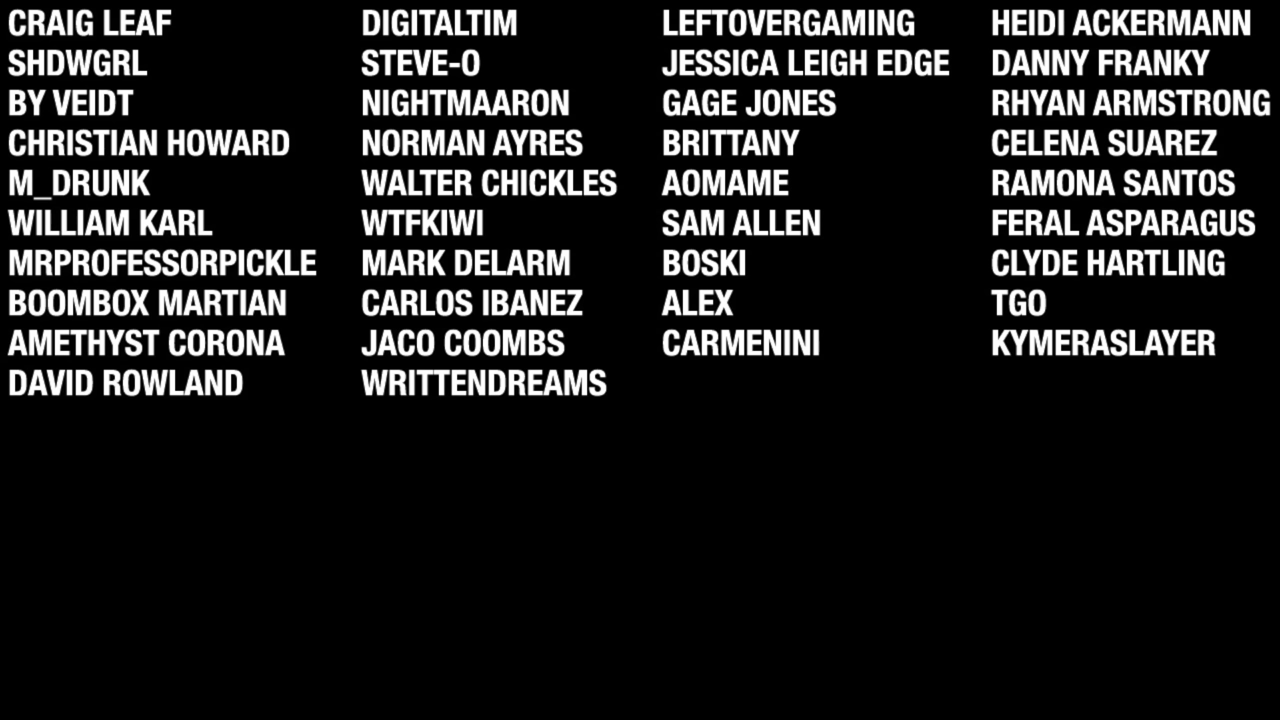 CRAIG LEAF
SHDWGRL
BY VEIDT
CHRISTIAN HOWARD
M_DRUNK
WILLIAM KARL
MRPROFESSORPICKLE
BOOMBOX MARTIAN
AMETHYST CORONA
DAVID ROWLAND
DIGITALTIM
STEVE-O
NIGHTMAARON
NORMAN AYRES
WALTER CHICKLES
WTFKIWI
MARK DELARM
CARLOS IBANEZ
JACO COOMBS
WRITTENDREAMS
LEFTOVERGAMING
JESSICA LEIGH EDGE
GAGE JONES
BRITTANY
AOMAME
SAM ALLEN
BOSKI
ALEX
CARMENINI
HEIDI ACKERMANN
DANNY FRANKY
RHYAN ARMSTRONG
CELENA SUAREZ
RAMONA SANTOS
FERAL ASPARAGUS
CLYDE HARTLING
TGO
KYMERASLAYER